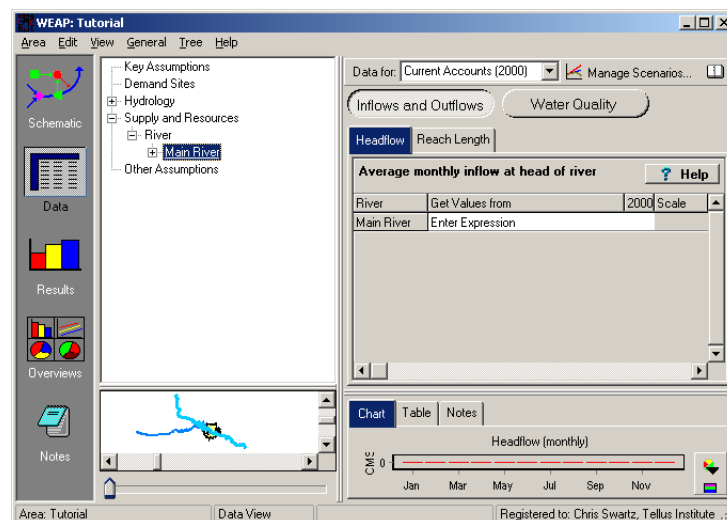 WEAP: Tutorial
Area Edit View General Tree Help
Schematic
Data
Results
Overviews
Notes
Key Assumptions
Demand Sites
Hydrology
Supply and Resources
River
Main River
Other Assumptions
Data for: Current Accounts (2000) Manage Scenarios...
Inflows and Outflows Water Quality
Headflow Reach Length
Average monthly inflow at head of river ? Help
River Get Values from 2000 Scale
Main River Enter Expression
Chart Table Notes
Headflow (monthly)
CMS
0
Jan Mar May Jul Sep Nov
Area: Tutorial Data View Registered to: Chris Swartz, Tellus Institute